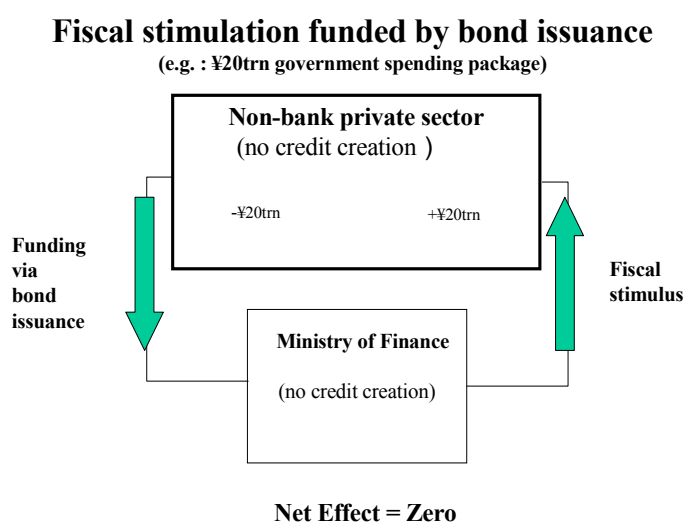 Fiscal stimulation funded by bond issuance
(e.g. : ¥20trn government spending package)
Non-bank private sector
(no credit creation )
-¥20trn
+¥20trn
Funding
via
bond
issuance
Fiscal
stimulus
Ministry of Finance
(no credit creation)
Net Effect = Zero